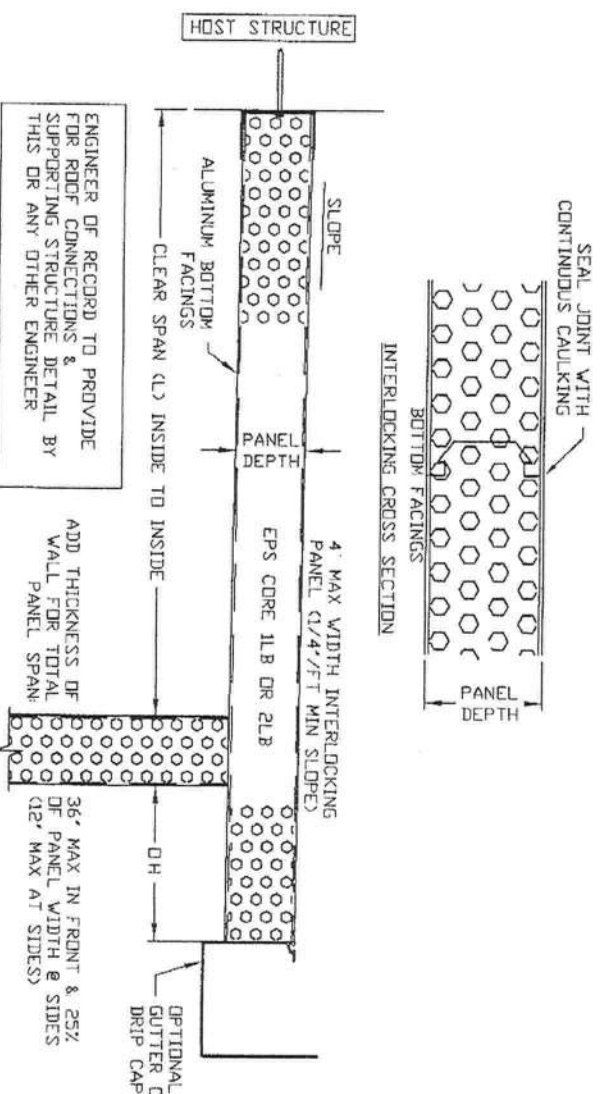 SEAL JOINT WITH
CONTINUOUS CAULKING
PANEL
DEPTH
BOTTOM FACINGS
INTERLOCKING CROSS SECTION
HOST STRUCTURE
SLOPE
4' MAX WIDTH INTERLOCKING
PANEL (1/4"/FT MIN SLOPE)
PANEL
DEPTH
EPS CORE 1LB OR 2LB
ALUMINUM BOTTOM
FACINGS
CLEAR SPAN (L) INSIDE TO INSIDE
OH
OPTIONAL
GUTTER
DRIP CAP
ENGINEER OF RECORD TO PROVIDE
FOR ROOF CONNECTIONS &
SUPPORTING STRUCTURE DETAIL BY
THIS OR ANY OTHER ENGINEER
ADD THICKNESS OF
WALL FOR TOTAL
PANEL SPAN:
36" MAX IN FRONT & 25%
OF PANEL WIDTH @ SIDES
(12" MAX AT SIDES)